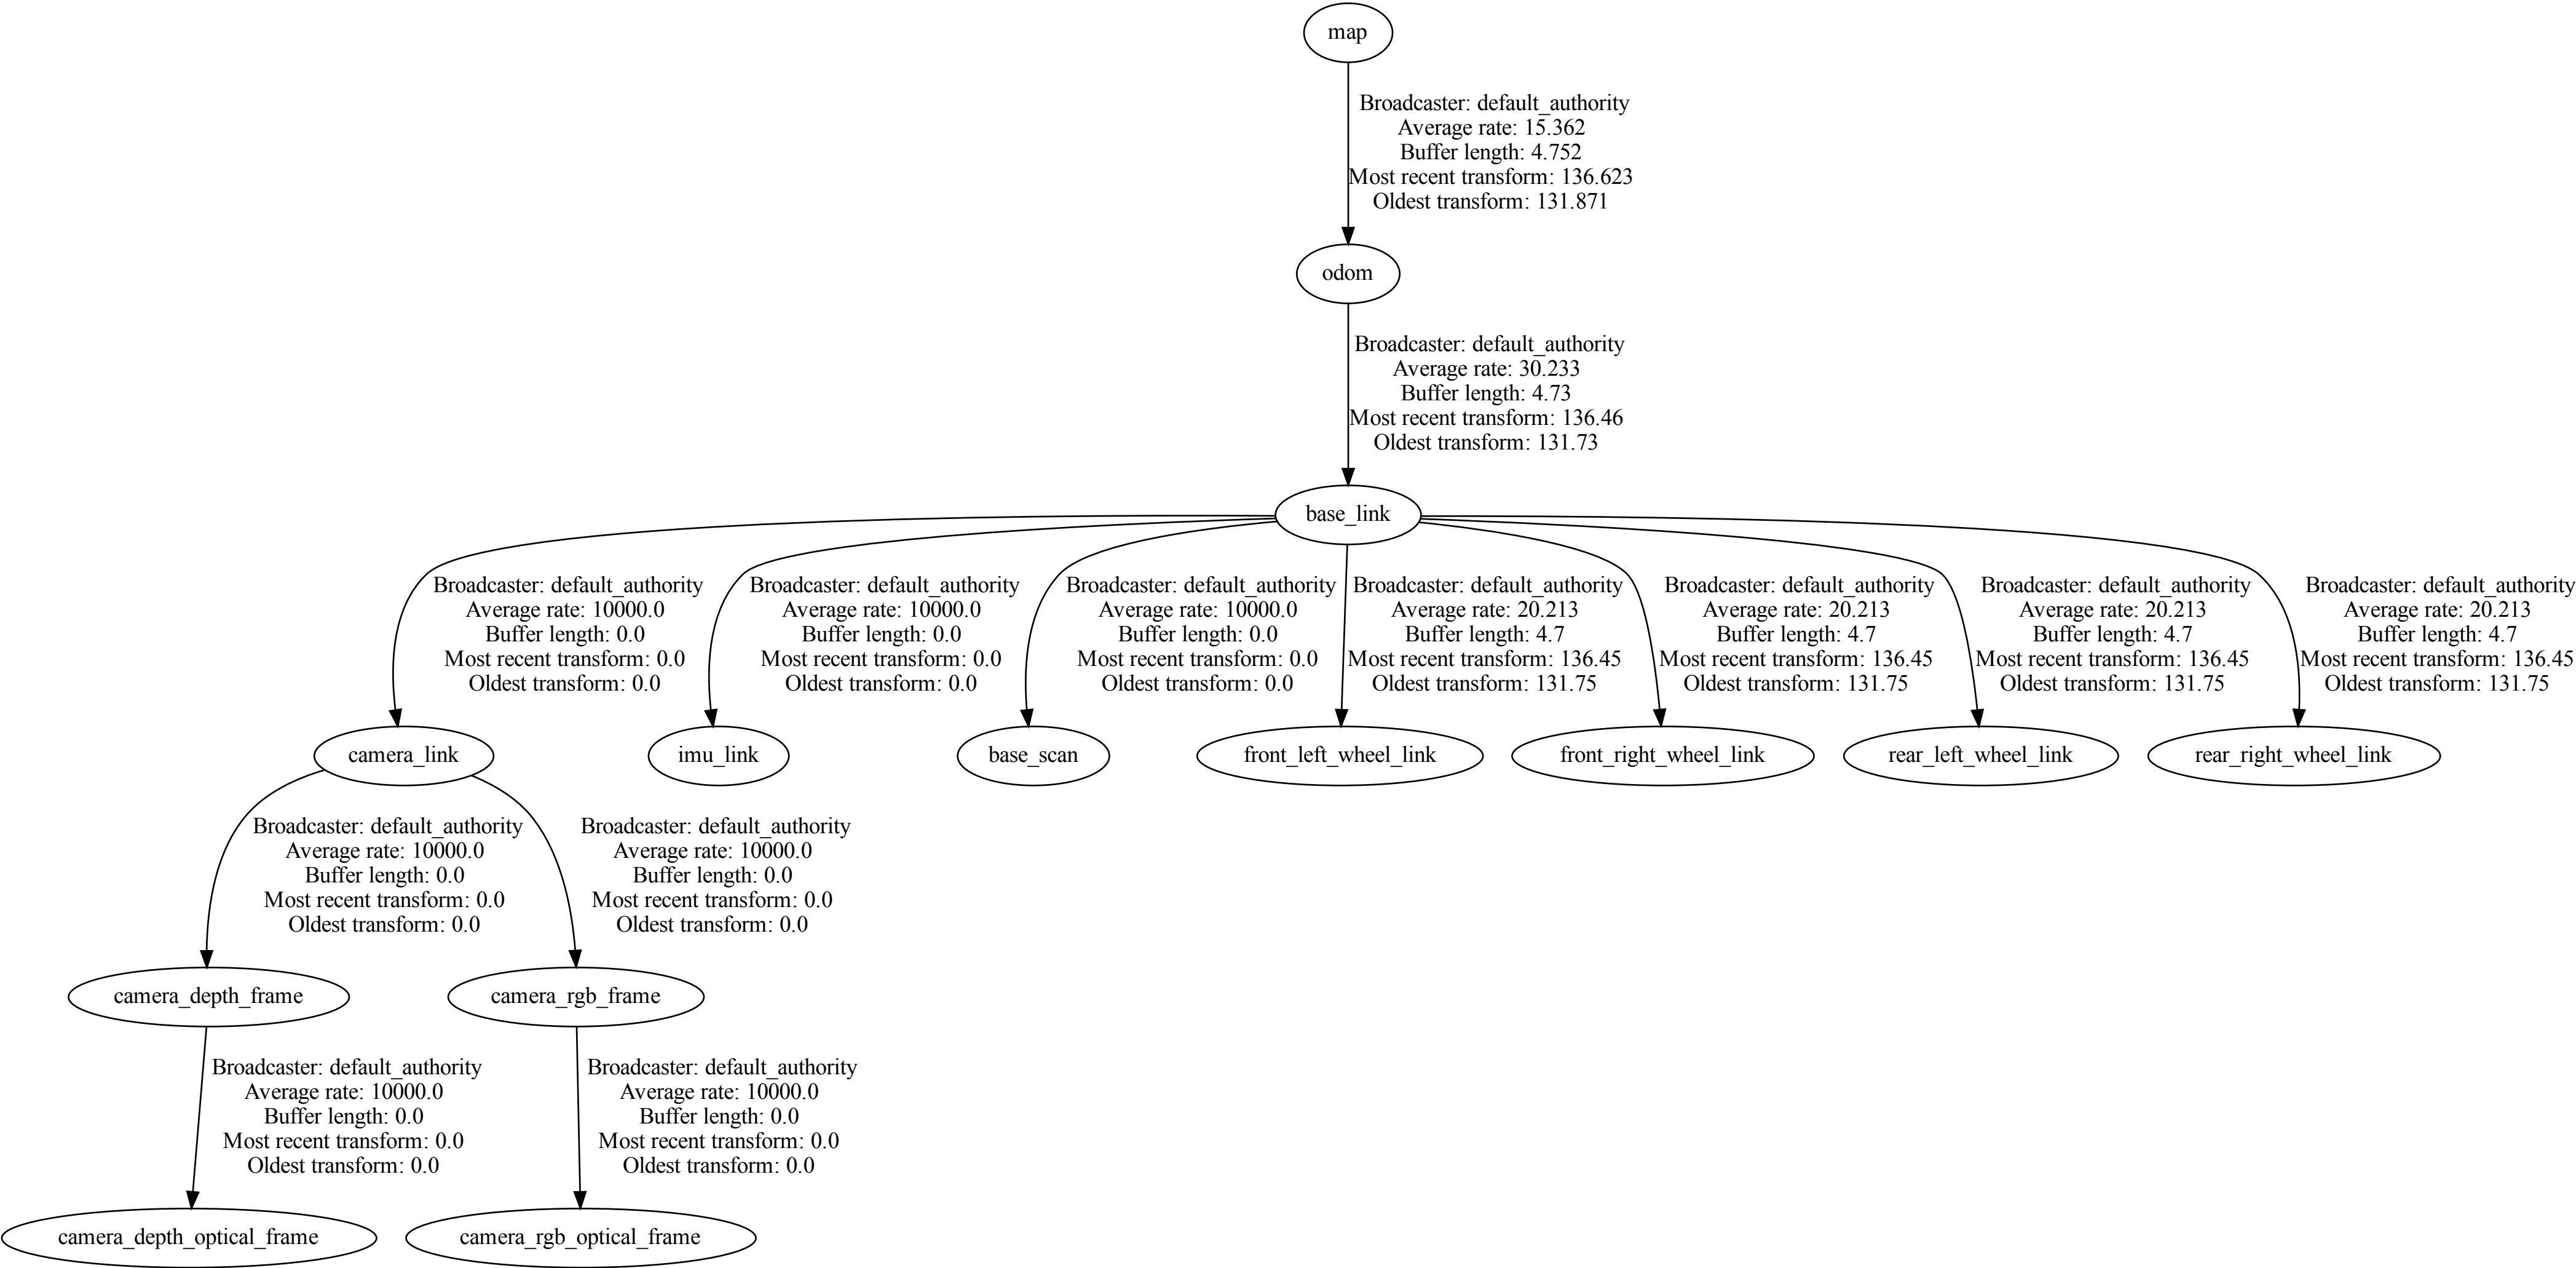 map
Broadcaster: default_authority
Average rate: 15.362
Buffer length: 4.752
Most recent transform: 136.623
Oldest transform: 131.871
odom
Broadcaster: default_authority
Average rate: 30.233
Buffer length: 4.73
Most recent transform: 136.46
Oldest transform: 131.73
base_link
Broadcaster: default_authority
Average rate: 10000.0
Buffer length: 0.0
Most recent transform: 0.0
Oldest transform: 0.0
Broadcaster: default_authority
Average rate: 10000.0
Buffer length: 0.0
Most recent transform: 0.0
Oldest transform: 0.0
Broadcaster: default_authority
Average rate: 10000.0
Buffer length: 0.0
Most recent transform: 0.0
Oldest transform: 0.0
Broadcaster: default_authority
Average rate: 20.213
Buffer length: 4.7
Most recent transform: 136.45
Oldest transform: 131.75
Broadcaster: default_authority
Average rate: 20.213
Buffer length: 4.7
Most recent transform: 136.45
Oldest transform: 131.75
Broadcaster: default_authority
Average rate: 20.213
Buffer length: 4.7
Most recent transform: 136.45
Oldest transform: 131.75
Broadcaster: default_authority
Average rate: 20.213
Buffer length: 4.7
Most recent transform: 136.45
Oldest transform: 131.75
camera_link
imu_link
base_scan
front_left_wheel_link
front_right_wheel_link
rear_left_wheel_link
rear_right_wheel_link
Broadcaster: default_authority
Average rate: 10000.0
Buffer length: 0.0
Most recent transform: 0.0
Oldest transform: 0.0
Broadcaster: default_authority
Average rate: 10000.0
Buffer length: 0.0
Most recent transform: 0.0
Oldest transform: 0.0
camera_depth_frame
camera_rgb_frame
Broadcaster: default_authority
Average rate: 10000.0
Buffer length: 0.0
Most recent transform: 0.0
Oldest transform: 0.0
Broadcaster: default_authority
Average rate: 10000.0
Buffer length: 0.0
Most recent transform: 0.0
Oldest transform: 0.0
camera_depth_optical_frame
camera_rgb_optical_frame